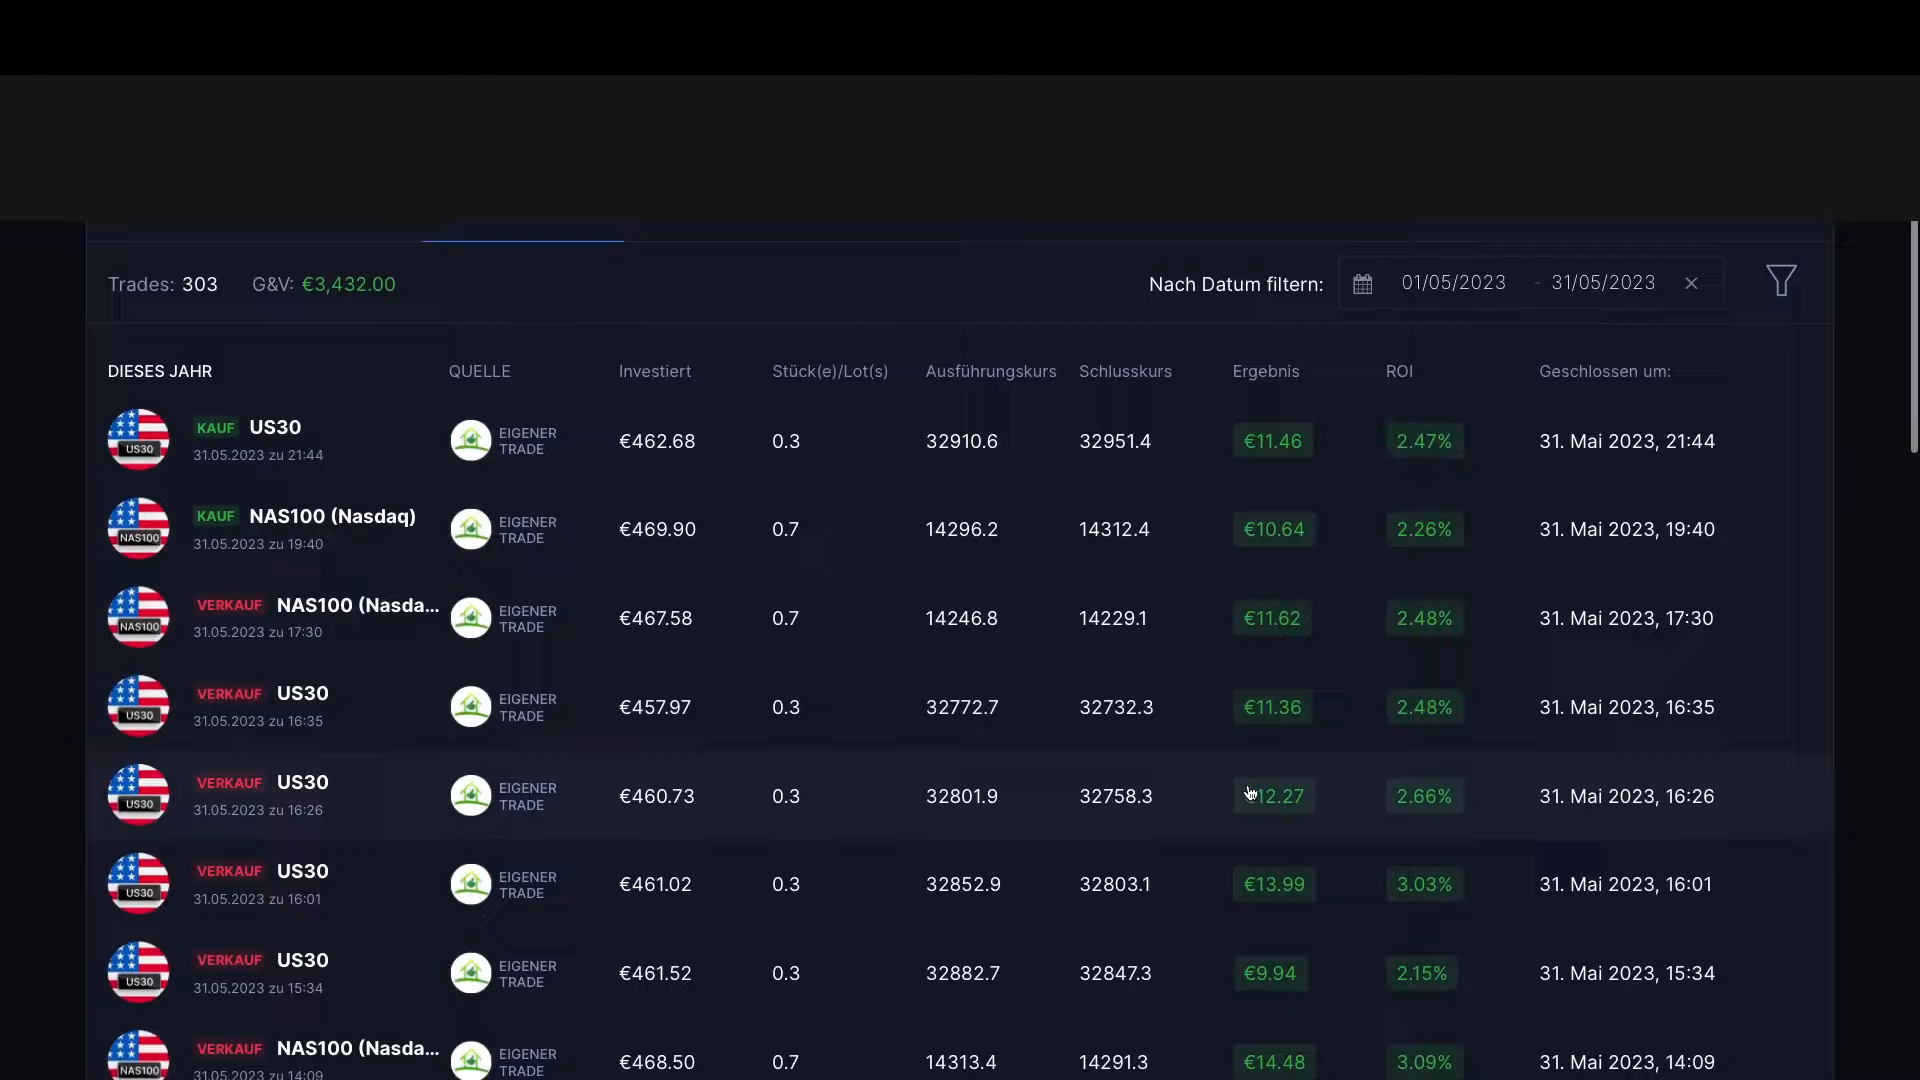 Trades: 303 G&V: €3,432.00 Nach Datum filtern: 01/05/2023 - 31/05/2023
DIESES JAHR QUELLE Investiert Stück(e)/Lot(s) Ausführungskurs Schlusskurs Ergebnis ROI Geschlossen um:
US30 KAUF US30 EIGENER TRADE €462.68 0.3 32910.6 32951.4 €11.46 2.47% 31. Mai 2023, 21:44
31.05.2023 zu 21:44
NAS100 KAUF NAS100 (Nasdaq) EIGENER TRADE €469.90 0.7 14296.2 14312.4 €10.64 2.26% 31. Mai 2023, 19:40
31.05.2023 zu 19:40
NAS100 VERKAUF NAS100 (Nasda... EIGENER TRADE €467.58 0.7 14246.8 14229.1 €11.62 2.48% 31. Mai 2023, 17:30
31.05.2023 zu 17:30
US30 VERKAUF US30 EIGENER TRADE €457.97 0.3 32772.7 32732.3 €11.36 2.48% 31. Mai 2023, 16:35
31.05.2023 zu 16:35
US30 VERKAUF US30 EIGENER TRADE €460.73 0.3 32801.9 32758.3 12.27 2.66% 31. Mai 2023, 16:26
31.05.2023 zu 16:26
US30 VERKAUF US30 EIGENER TRADE €461.02 0.3 32852.9 32803.1 €13.99 3.03% 31. Mai 2023, 16:01
31.05.2023 zu 16:01
US30 VERKAUF US30 EIGENER TRADE €461.52 0.3 32882.7 32847.3 €9.94 2.15% 31. Mai 2023, 15:34
31.05.2023 zu 15:34
NAS100 VERKAUF NAS100 (Nasda... EIGENER TRADE €468.50 0.7 14313.4 14291.3 €14.48 3.09% 31. Mai 2023, 14:09
31.05.2023 zu 14:09